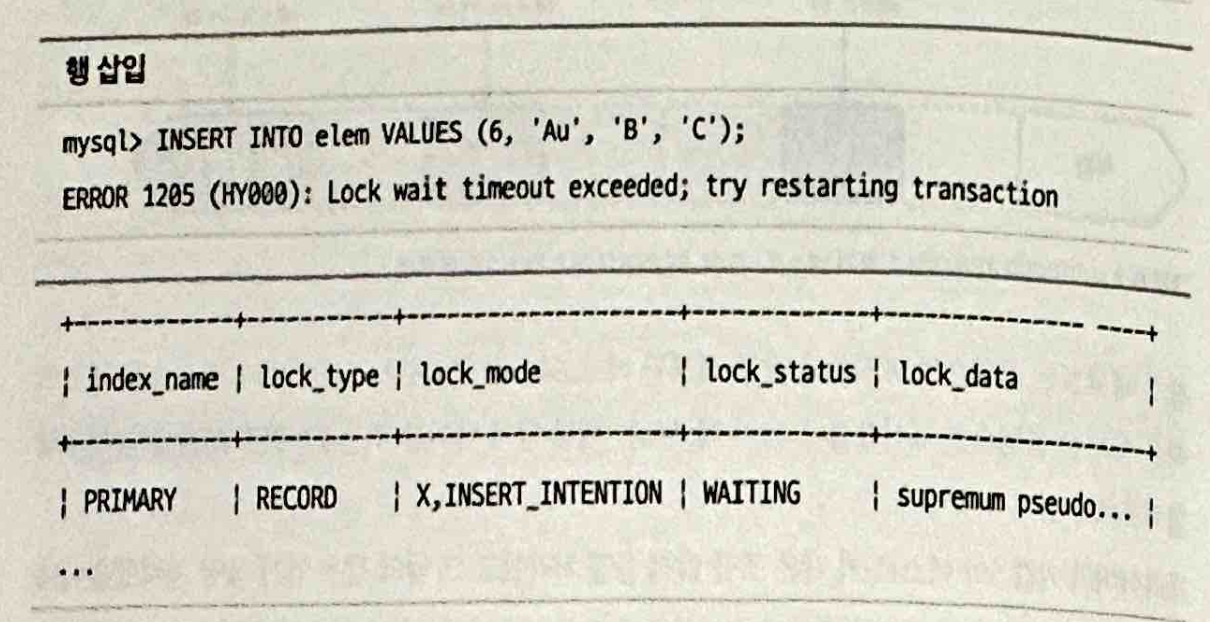 행 삽입
mysql> INSERT INTO elem VALUES (6, 'Au', 'B', 'C');
ERROR 1205 (HY000): Lock wait timeout exceeded; try restarting transaction
+---------------+-----------+----------------------+--------------+--------------- ----+
| index_name | lock_type | lock_mode | lock_status | lock_data |
+---------------+-----------+----------------------+--------------+--------------------+
| PRIMARY | RECORD | X,INSERT_INTENTION | WAITING | supremum pseudo... |
...